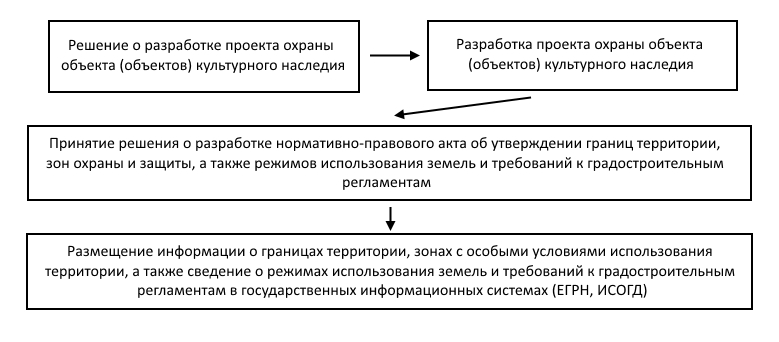 Решение о разработке проекта охраны
объекта (объектов) культурного наследия
Разработка проекта охраны объекта
(объектов) культурного наследия
Принятие решения о разработке нормативно-правового акта об утверждении границ территории,
зон охраны и защиты, а также режимов использования земель и требований к градостроительным
регламентам
Размещение информации о границах территории, зонах с особыми условиями использования
территории, а также сведение о режимах использования земель и требований к градостроительным
регламентам в государственных информационных системах (ЕГРН, ИСОГД)